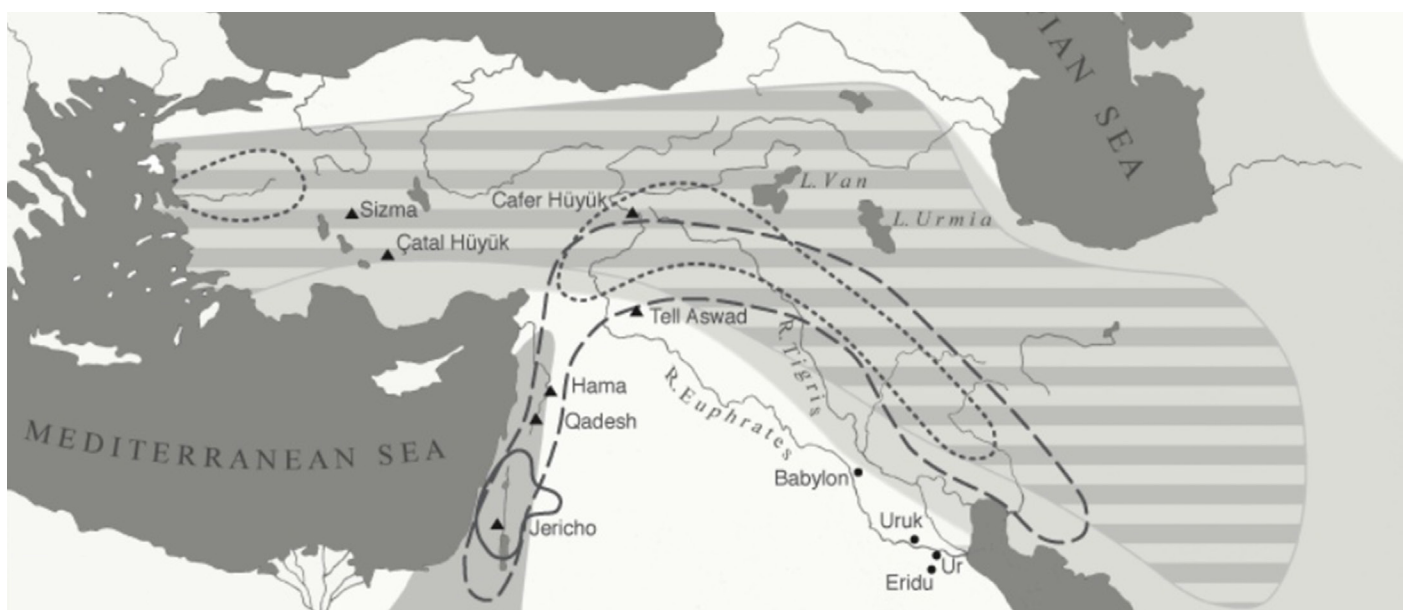 IAN SEA
L. Van
Cafer Hüyük
Sizma
L. Urmia
Çatal Hüyük
Tell Aswad
R. Tigris
Hama
R. Euphrates
Qadesh
MEDITERRANEAN SEA
Babylon
Jericho
Uruk
Ur
Eridu